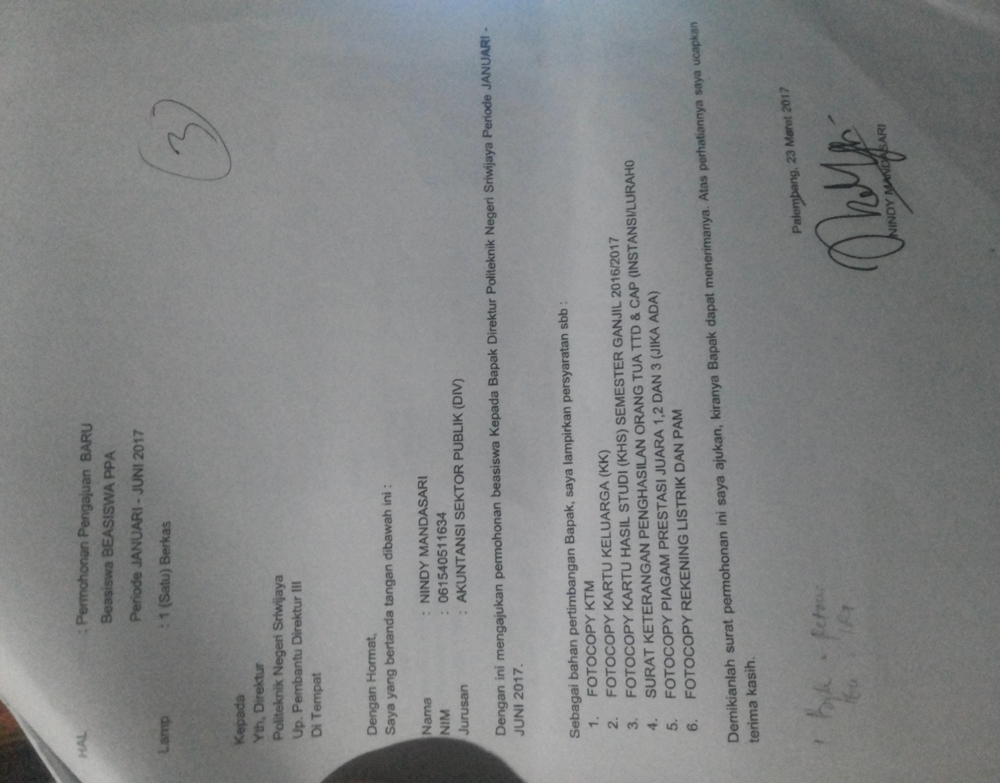 HAL : Permohonan Pengajuan BARU
Beasiswa BEASISWA PPA
Periode JANUARI - JUNI 2017
Lamp : 1 (Satu) Berkas
3
Kepada
Yth, Direktur
Politeknik Negeri Sriwijaya
Up. Pembantu Direktur III
Di Tempat
Dengan Hormat,
Saya yang bertanda tangan dibawah ini :
Nama : NINDY MANDASARI
NIM : 061540511634
Jurusan : AKUNTANSI SEKTOR PUBLIK (DIV)
Dengan ini mengajukan permohonan beasiswa Kepada Bapak Direktur Politeknik Negeri Sriwijaya Periode JANUARI -
JUNI 2017.
Sebagai bahan pertimbangan Bapak, saya lampirkan persyaratan sbb :
1. FOTOCOPY KTM
2. FOTOCOPY KARTU KELUARGA (KK)
3. FOTOCOPY KARTU HASIL STUDI (KHS) SEMESTER GANJIL 2016/2017
4. SURAT KETERANGAN PENGHASILAN ORANG TUA TTD & CAP (INSTANSI/LURAH0
5. FOTOCOPY PIAGAM PRESTASI JUARA 1,2 DAN 3 (JIKA ADA)
6. FOTOCOPY REKENING LISTRIK DAN PAM
Demikianlah surat permohonan ini saya ajukan, kiranya Bapak dapat menerimanya. Atas perhatiannya saya ucapkan
terima kasih.
Palembang, 23 Maret 2017
NINDY MANDASARI